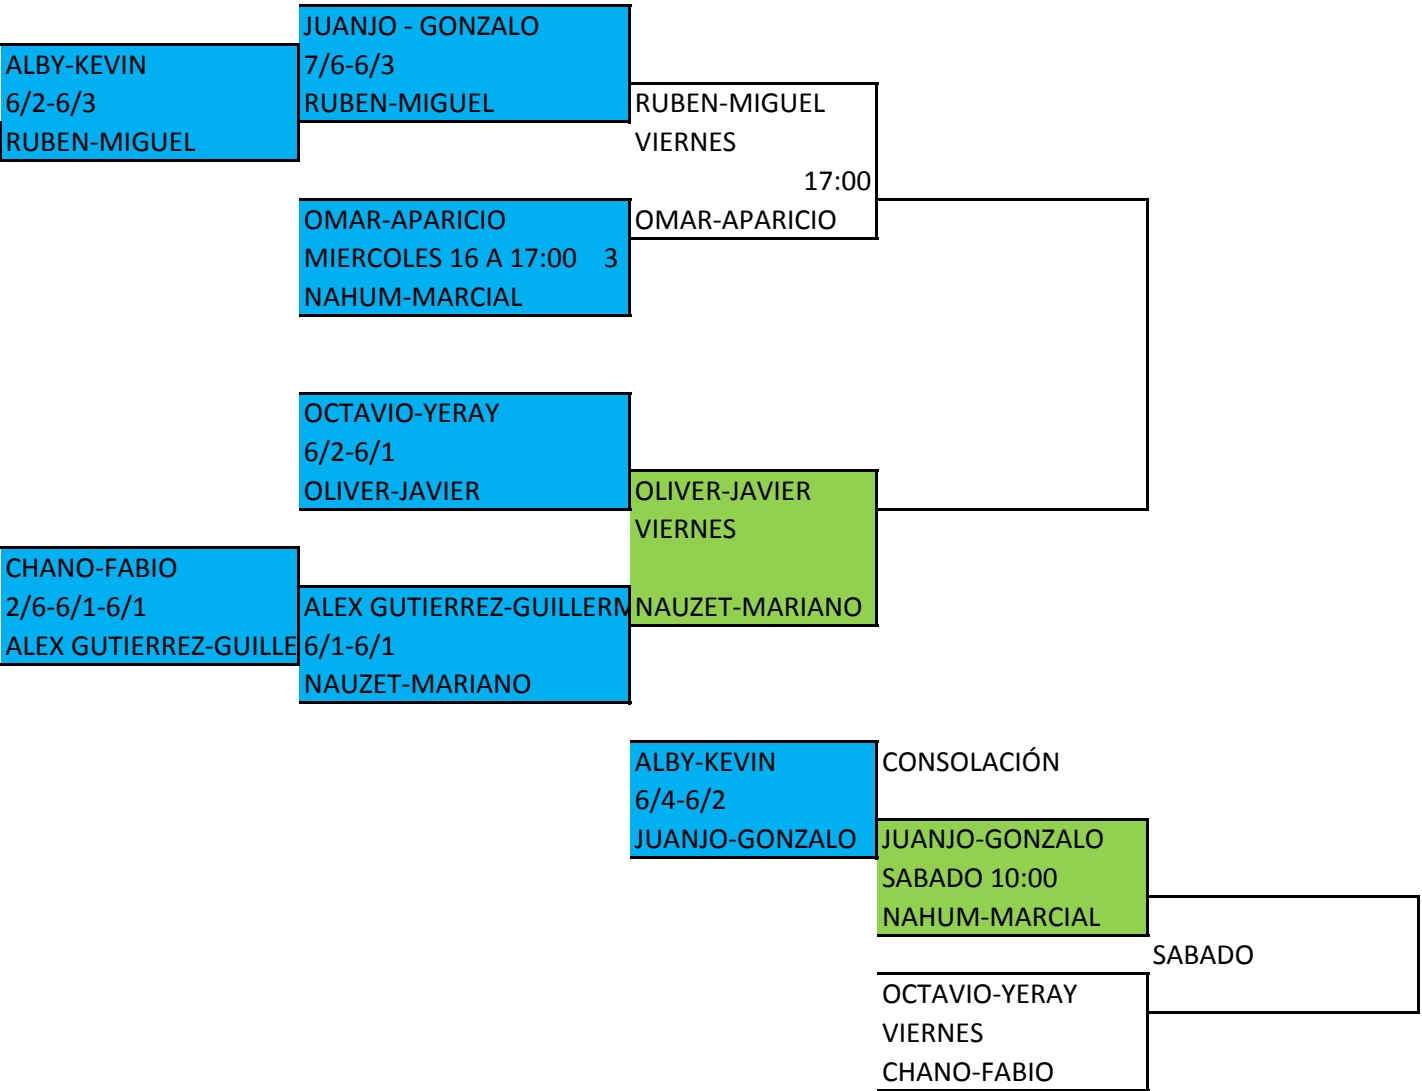 JUANJO - GONZALO
7/6-6/3
RUBEN-MIGUEL
ALBY-KEVIN
6/2-6/3
RUBEN-MIGUEL
RUBEN-MIGUEL
VIERNES
17:00
OMAR-APARICIO
OMAR-APARICIO
MIERCOLES 16 A 17:00 3
NAHUM-MARCIAL
OCTAVIO-YERAY
6/2-6/1
OLIVER-JAVIER
OLIVER-JAVIER
VIERNES
NAUZET-MARIANO
CHANO-FABIO
2/6-6/1-6/1
ALEX GUTIERREZ-GUILLE
ALEX GUTIERREZ-GUILLERM
6/1-6/1
NAUZET-MARIANO
ALBY-KEVIN
6/4-6/2
JUANJO-GONZALO
CONSOLACIÓN
JUANJO-GONZALO
SABADO 10:00
NAHUM-MARCIAL
SABADO
OCTAVIO-YERAY
VIERNES
CHANO-FABIO